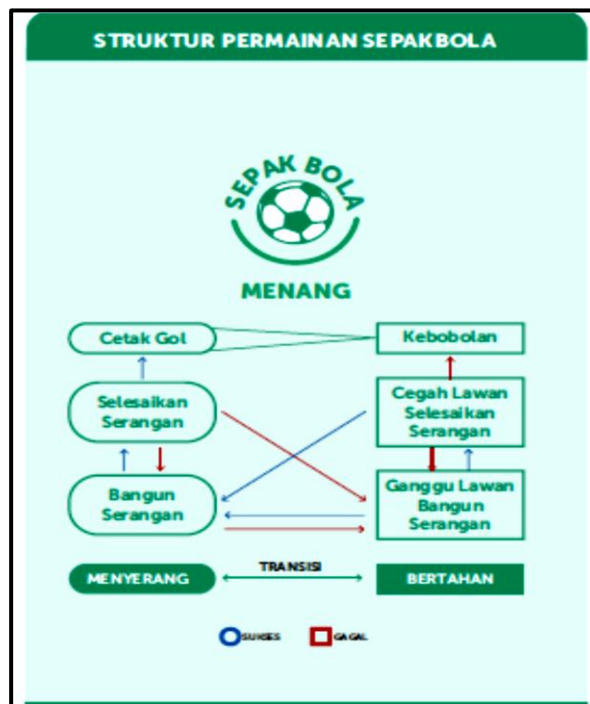 STRUKTUR PERMAINAN SEPAKBOLA
SEPAK BOLA
MENANG
Cetak Gol
Kebobolan
Selesaikan
Serangan
Cegah Lawan
Selesaikan
Serangan
Bangun
Serangan
Ganggu Lawan
Bangun
Serangan
MENYERANG
TRANSISI
BERTAHAN
SUKSES
GAGAL